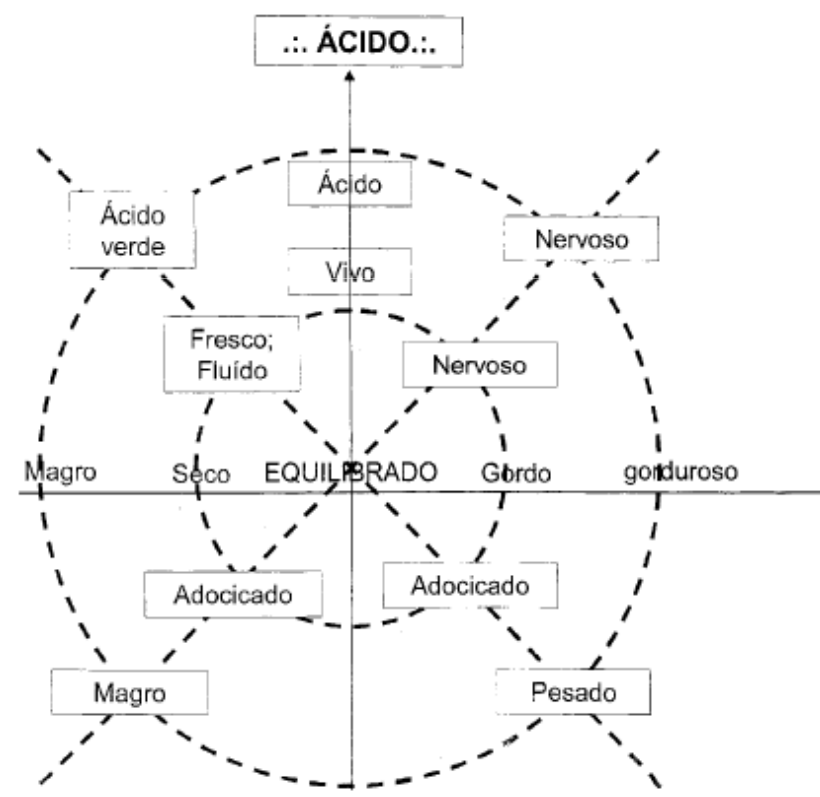 .:. ÁCIDO.:.
Ácido
Ácido
verde
Nervoso
Vivo
Fresco;
Fluído
Nervoso
Magro
Seco
EQUILIBRADO
Gordo
gorduroso
Adocicado
Adocicado
Magro
Pesado